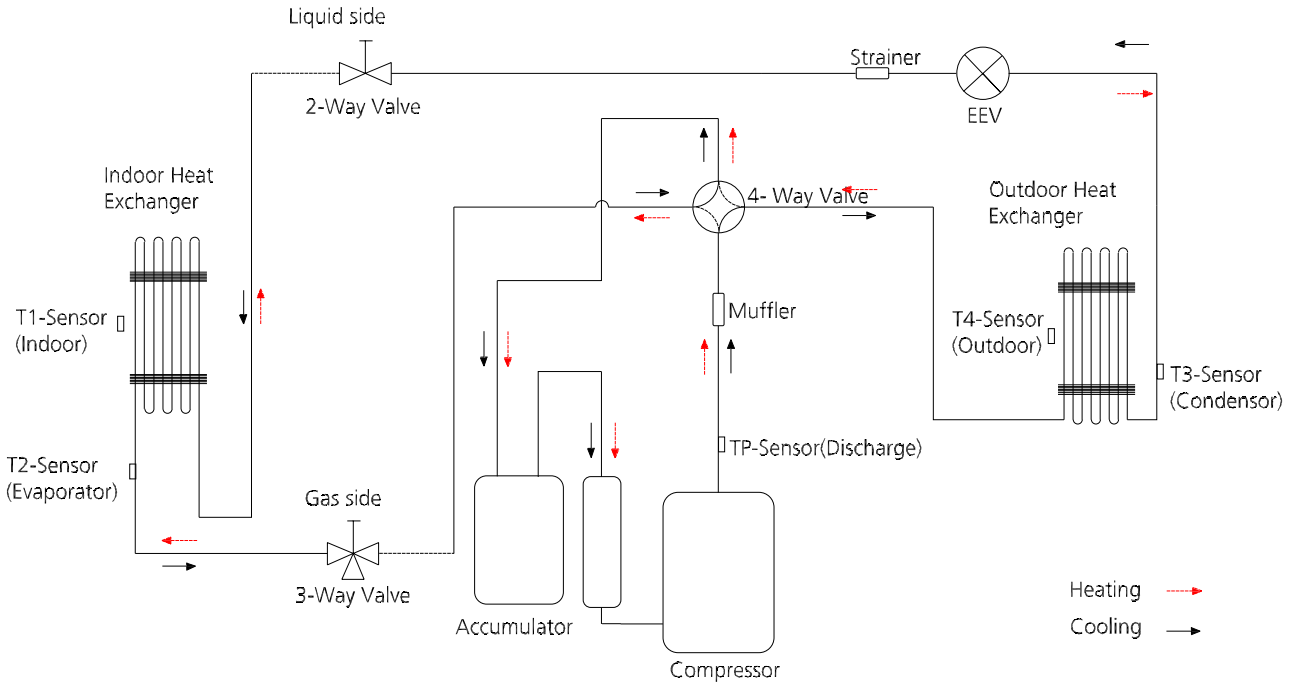 Liquid side
2-Way Valve
Strainer
EEV
Indoor Heat
Exchanger
4- Way Valve
Outdoor Heat
Exchanger
T1-Sensor
(Indoor)
Muffler
T4-Sensor
(Outdoor)
T3-Sensor
(Condensor)
T2-Sensor
(Evaporator)
TP-Sensor(Discharge)
Gas side
3-Way Valve
Accumulator
Compressor
Heating
Cooling